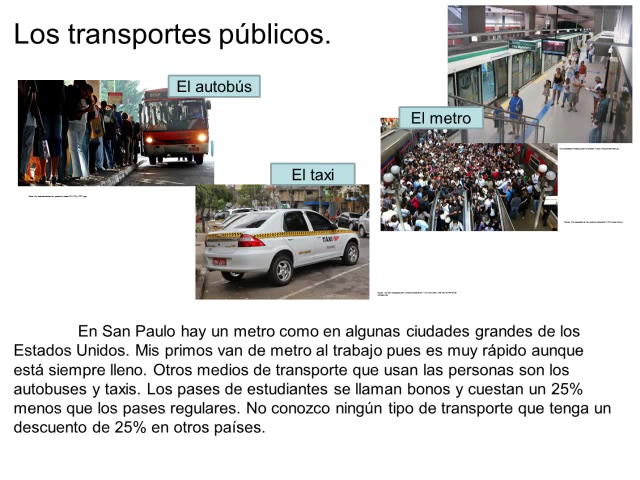 Los transportes públicos.
El autobús
El metro
El taxi
TAXI
En San Paulo hay un metro como en algunas ciudades grandes de los
Estados Unidos. Mis primos van de metro al trabajo pues es muy rápido aunque
está siempre lleno. Otros medios de transporte que usan las personas son los
autobuses y taxis. Los pases de estudiantes se llaman bonos y cuestan un 25%
menos que los pases regulares. No conozco ningún tipo de transporte que tenga un
descuento de 25% en otros países.